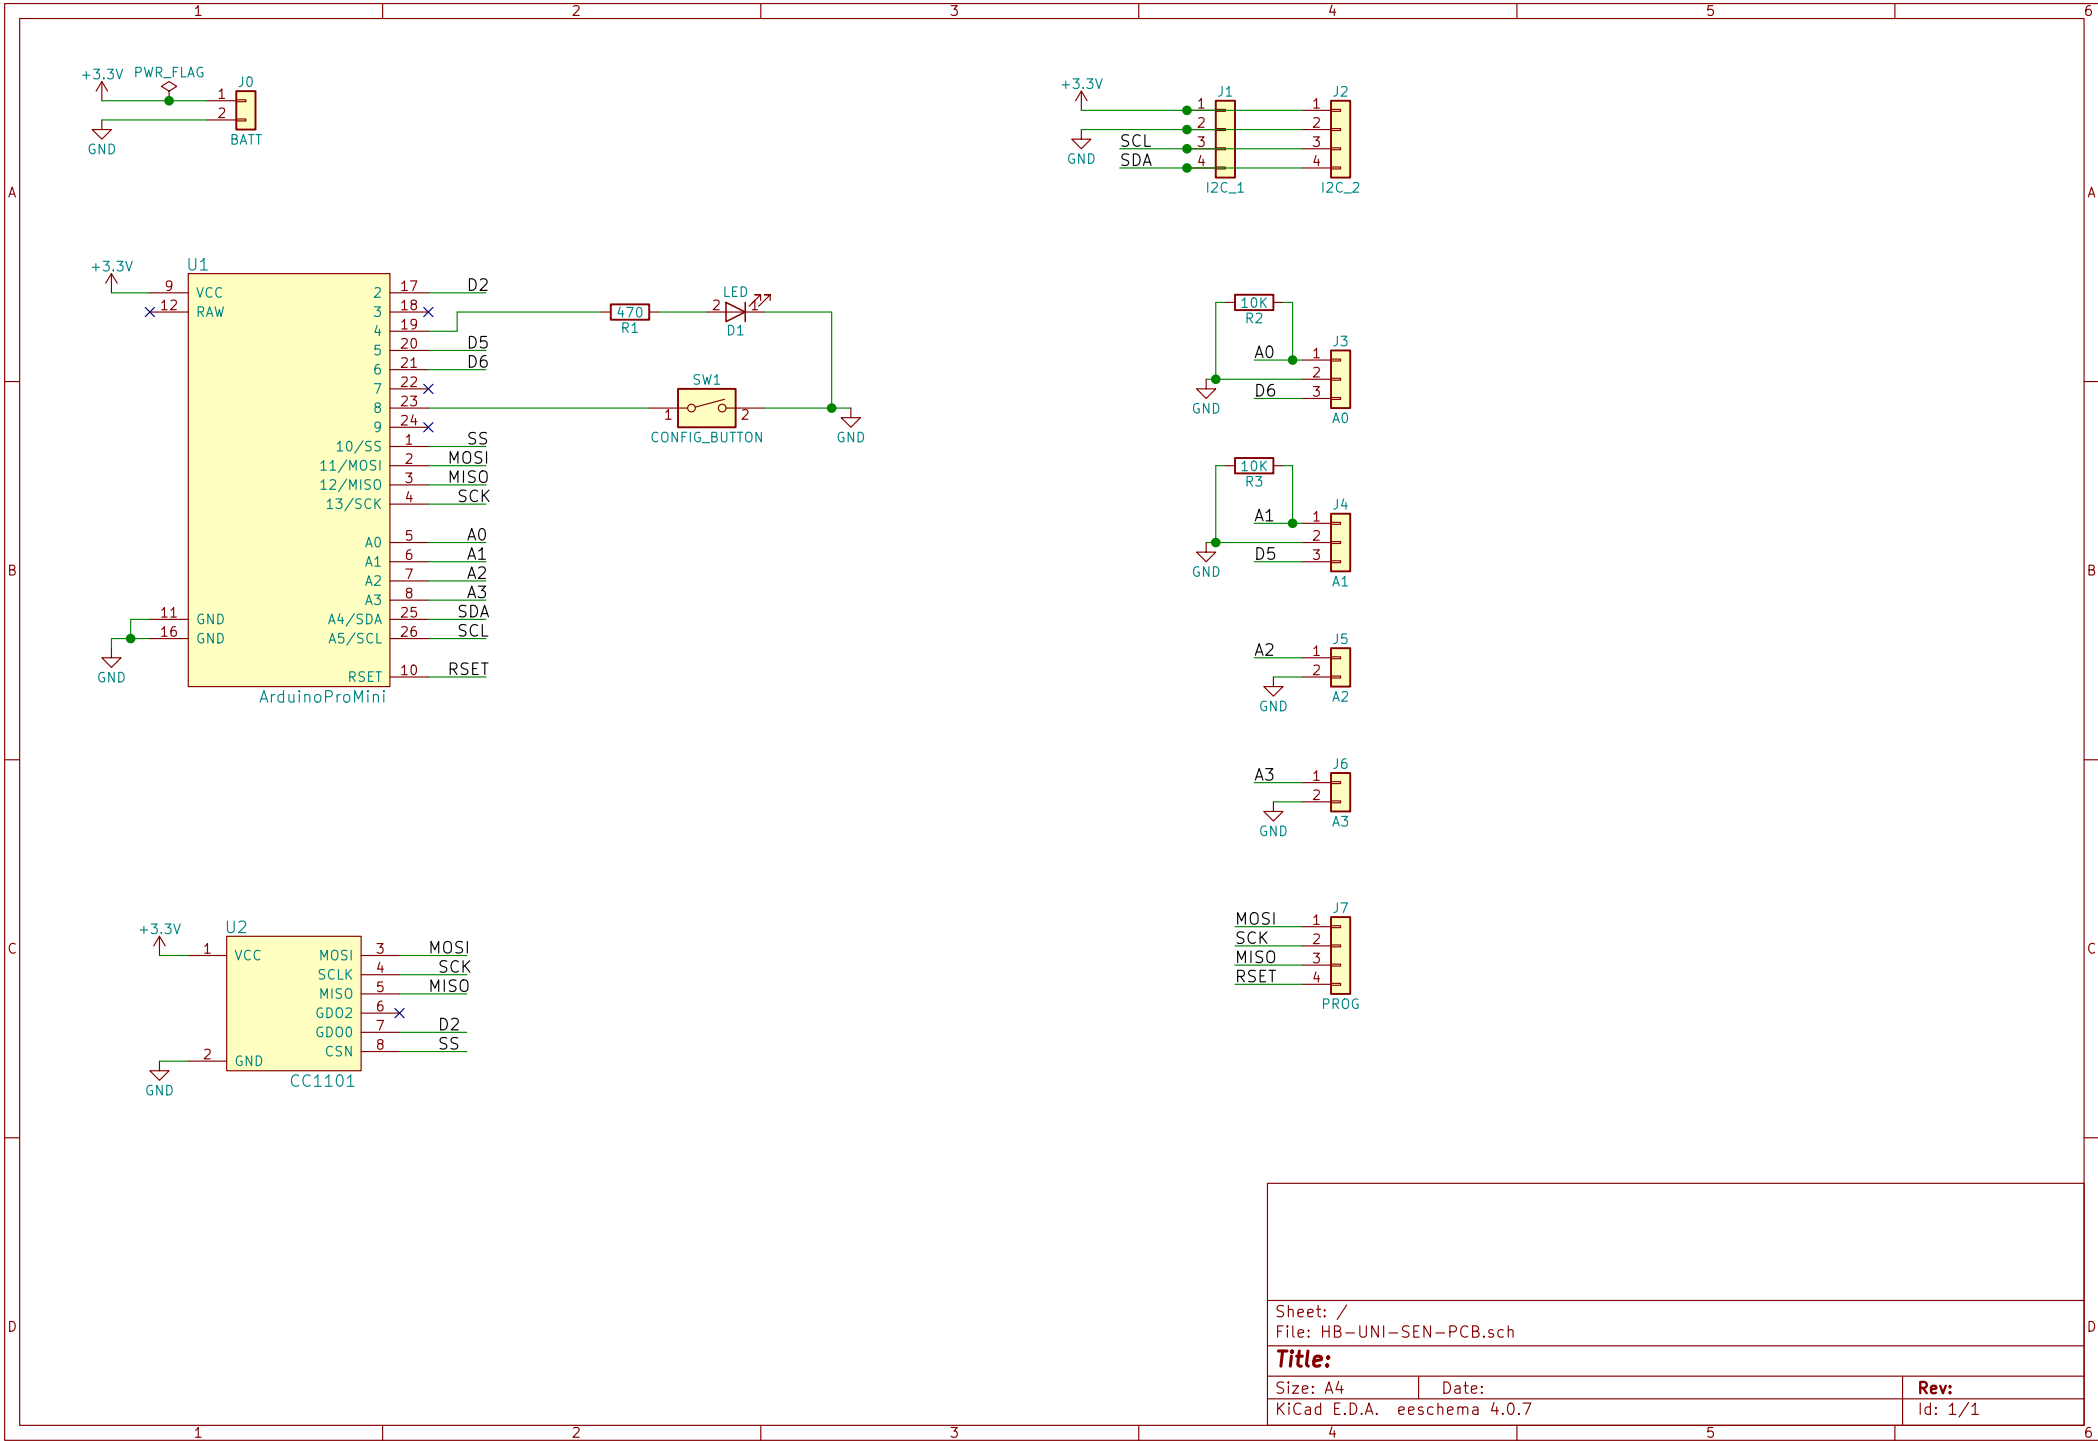 1 2 3 4 5 6
A
B
C
D
A
B
C
D
+3.3V
PWR_FLAG
J0
1
2
GND
BATT
+3.3V
J1
J2
1 1
2 2
SCL 3 3
SDA 4 4
GND
I2C_1
I2C_2
+3.3V
U1
9 VCC
12 RAW
2 17 D2
3 18
4 19
5 20 D5
6 21 D6
7 22
8 23
9 24
10/SS 1 SS
11/MOSI 2 MOSI
12/MISO 3 MISO
13/SCK 4 SCK
A0 5 A0
A1 6 A1
A2 7 A2
A3 8 A3
11 GND
A4/SDA 25 SDA
16 GND
A5/SCL 26 SCL
RSET 10 RSET
GND
ArduinoProMini
470
R1
LED
2 1
D1
SW1
1 2
CONFIG_BUTTON
GND
10K
R2
J3
A0 1
2
D6 3
GND
A0
10K
R3
J4
A1 1
2
D5 3
GND
A1
J5
A2 1
2
GND
A2
J6
A3 1
2
GND
A3
+3.3V
U2
1 VCC
MOSI 3 MOSI
SCLK 4 SCK
MISO 5 MISO
GDO2 6
GDO0 7 D2
CSN 8 SS
2 GND
GND
CC1101
J7
MOSI 1
SCK 2
MISO 3
RSET 4
PROG
Sheet: /
File: HB-UNI-SEN-PCB.sch
Title:
Size: A4 Date: Rev:
KiCad E.D.A. eeschema 4.0.7 Id: 1/1
1 2 3 4 5 6